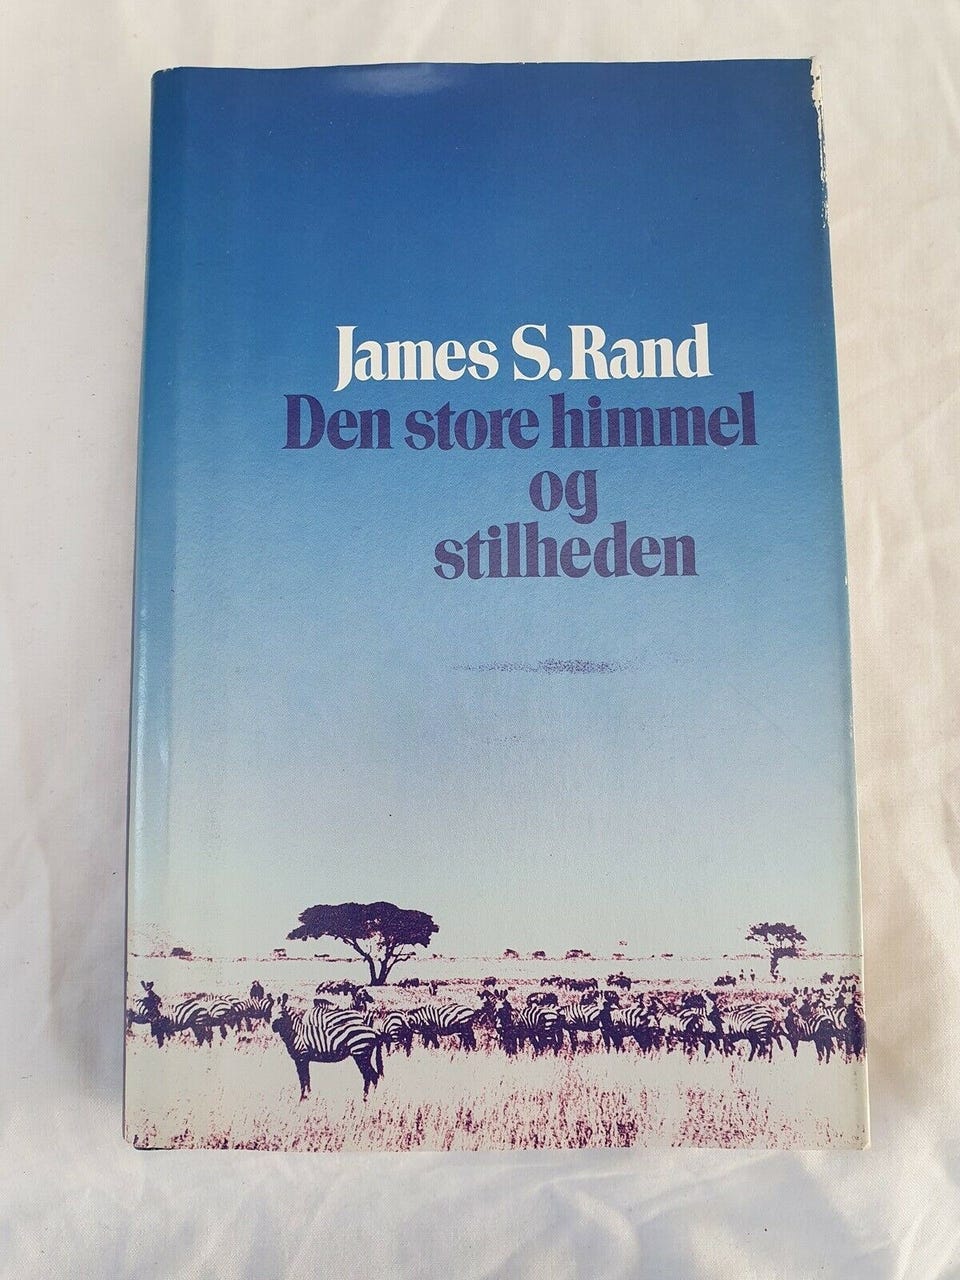 James S. Rand
Den store himmel
og
stilheden